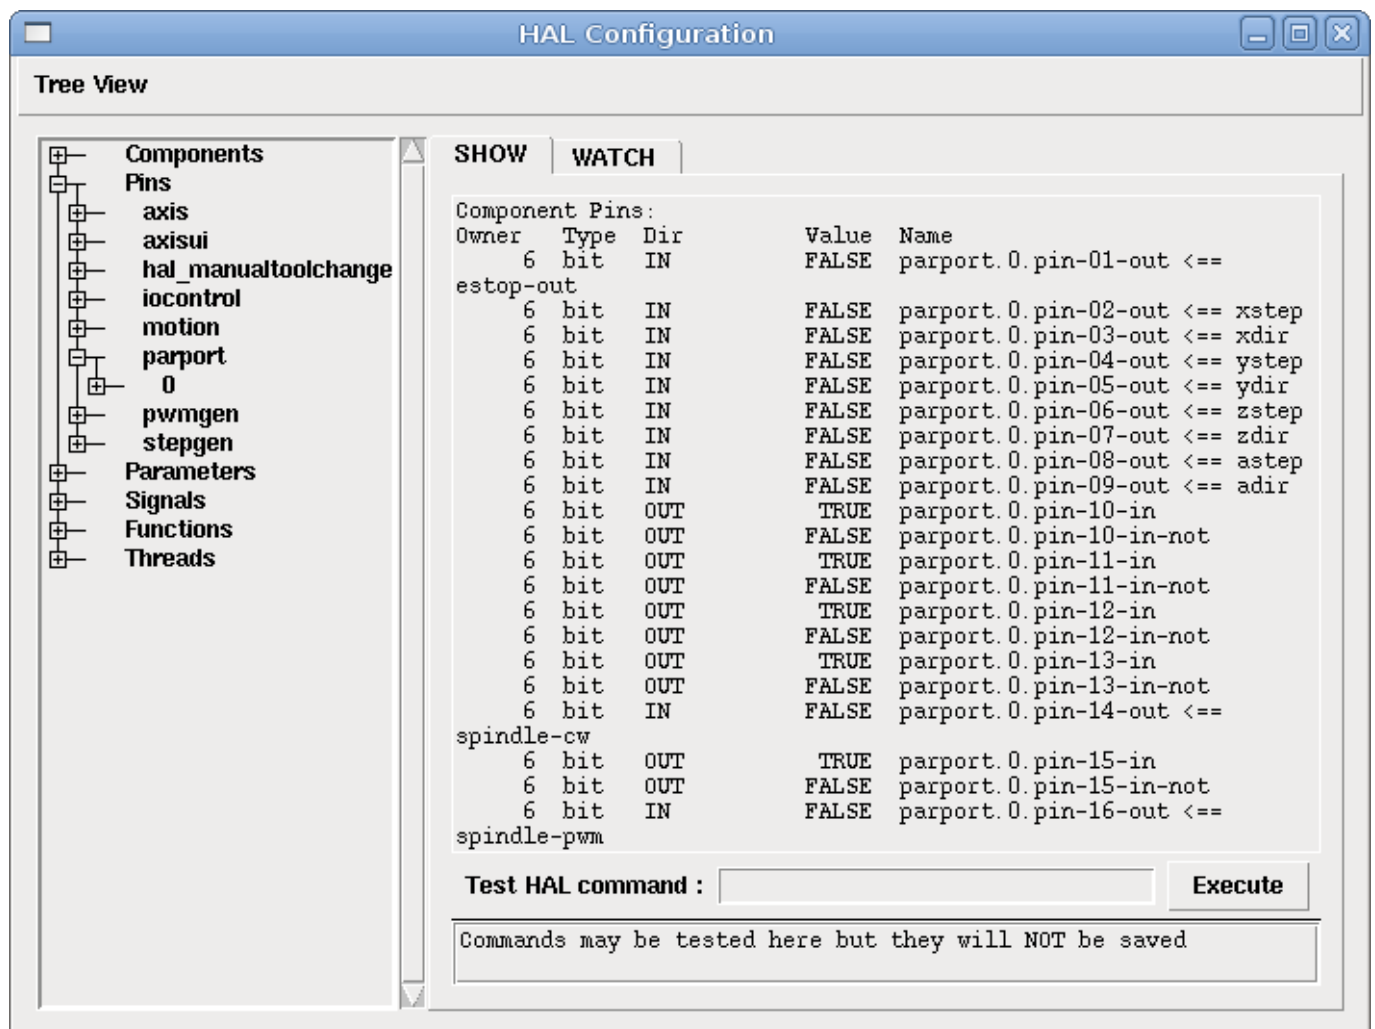 HAL Configuration
Tree View
Components
Pins
axis
axisui
hal_manualtoolchange
iocontrol
motion
parport
0
pwmgen
stepgen
Parameters
Signals
Functions
Threads
SHOW WATCH
Component Pins:
Owner Type Dir Value Name
6 bit IN FALSE parport.0.pin-01-out <==
estop-out
6 bit IN FALSE parport.0.pin-02-out <== xstep
6 bit IN FALSE parport.0.pin-03-out <== xdir
6 bit IN FALSE parport.0.pin-04-out <== ystep
6 bit IN FALSE parport.0.pin-05-out <== ydir
6 bit IN FALSE parport.0.pin-06-out <== zstep
6 bit IN FALSE parport.0.pin-07-out <== zdir
6 bit IN FALSE parport.0.pin-08-out <== astep
6 bit IN FALSE parport.0.pin-09-out <== adir
6 bit OUT TRUE parport.0.pin-10-in
6 bit OUT FALSE parport.0.pin-10-in-not
6 bit OUT TRUE parport.0.pin-11-in
6 bit OUT FALSE parport.0.pin-11-in-not
6 bit OUT TRUE parport.0.pin-12-in
6 bit OUT FALSE parport.0.pin-12-in-not
6 bit OUT TRUE parport.0.pin-13-in
6 bit OUT FALSE parport.0.pin-13-in-not
6 bit IN FALSE parport.0.pin-14-out <==
spindle-cw
6 bit OUT TRUE parport.0.pin-15-in
6 bit OUT FALSE parport.0.pin-15-in-not
6 bit IN FALSE parport.0.pin-16-out <==
spindle-pwm
Test HAL command :
Execute
Commands may be tested here but they will NOT be saved